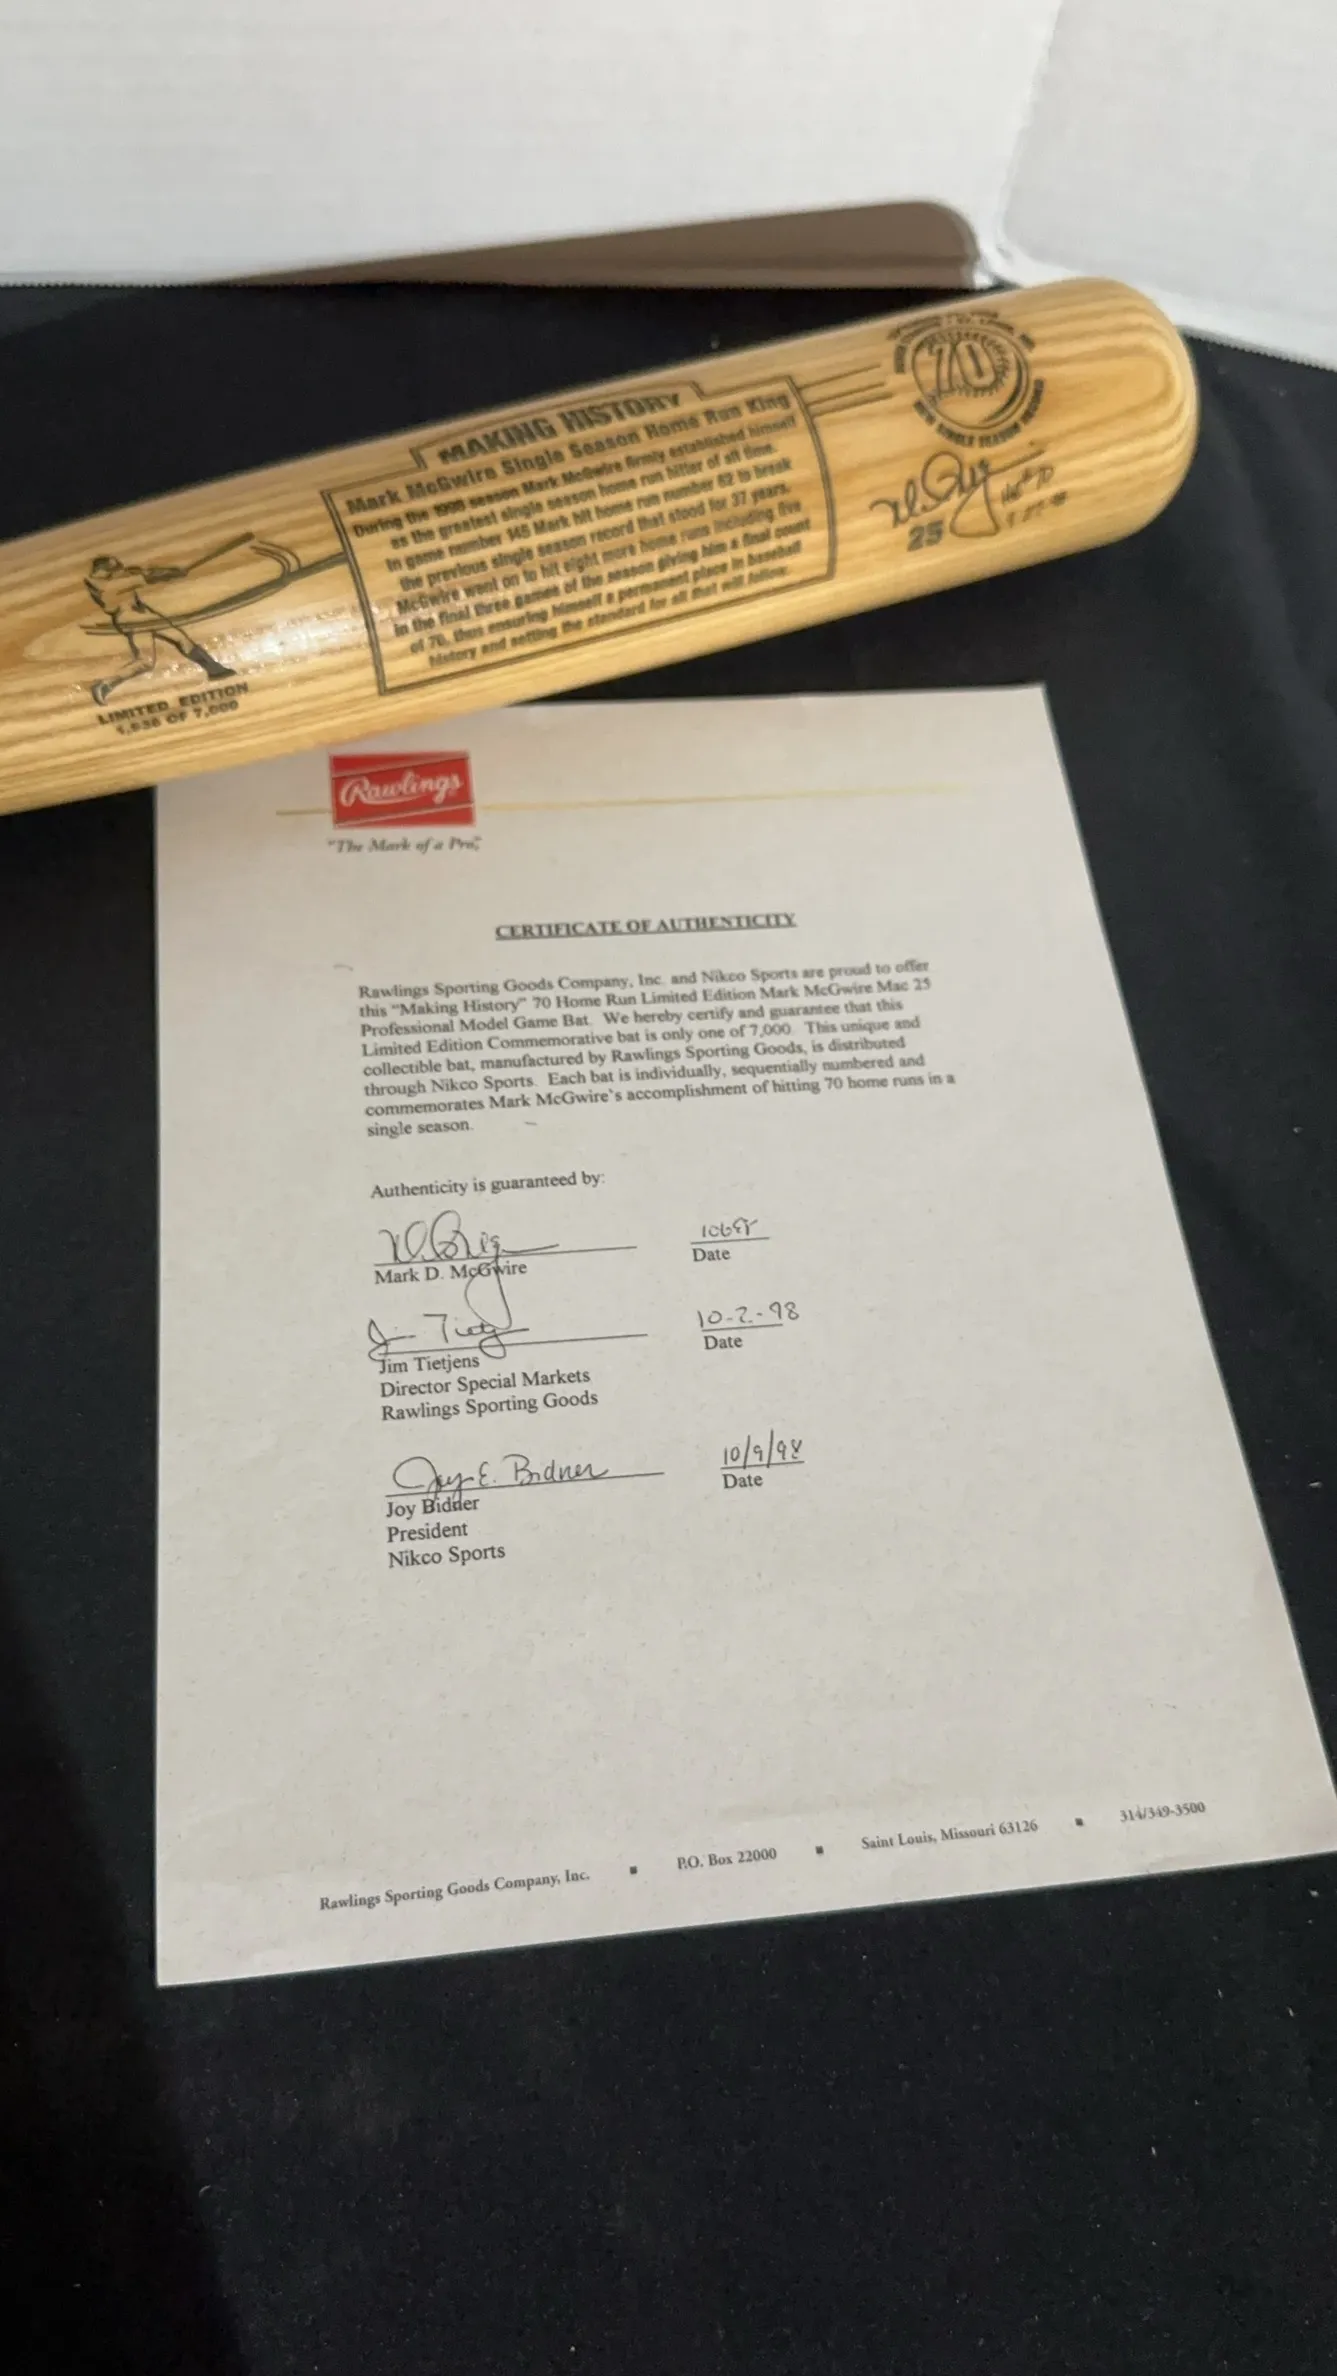 MAKING HISTORY
Mark McGwire Single Season Home Run King
During the 1998 season Mark McGwire firmly established himself
as the greatest single season home run hitter of all time.
In game number 145 Mark hit home run number 62 to break
the previous single season record that stood for 37 years.
McGwire went on to hit eight more home runs including five
in the final three games of the season giving him a final count
of 70, thus ensuring himself a permanent place in baseball
history and setting the standard for all that will follow.
70
NEW SINGLE SEASON RECORD
25
LIMITED EDITION
OF 7,000
Rawlings
"The Mark of a Pro"
CERTIFICATE OF AUTHENTICITY
Rawlings Sporting Goods Company, Inc. and Nikco Sports are proud to offer
this "Making History" 70 Home Run Limited Edition Mark McGwire Mac 25
Professional Model Game Bat. We hereby certify and guarantee that this
Limited Edition Commemorative bat is only one of 7,000. This unique and
collectible bat, manufactured by Rawlings Sporting Goods, is distributed
through Nikco Sports. Each bat is individually, sequentially numbered and
commemorates Mark McGwire's accomplishment of hitting 70 home runs in a
single season.
Authenticity is guaranteed by:
Mark D. McGwire
Date
Jim Tietj 10-2-98
Jim Tietjens Date
Director Special Markets
Rawlings Sporting Goods
Joy E. Bidner 10/9/98
Joy Bidner Date
President
Nikco Sports
Rawlings Sporting Goods Company, Inc. ▪ P.O. Box 22000 ▪ Saint Louis, Missouri 63126 ▪ 314/349-3500